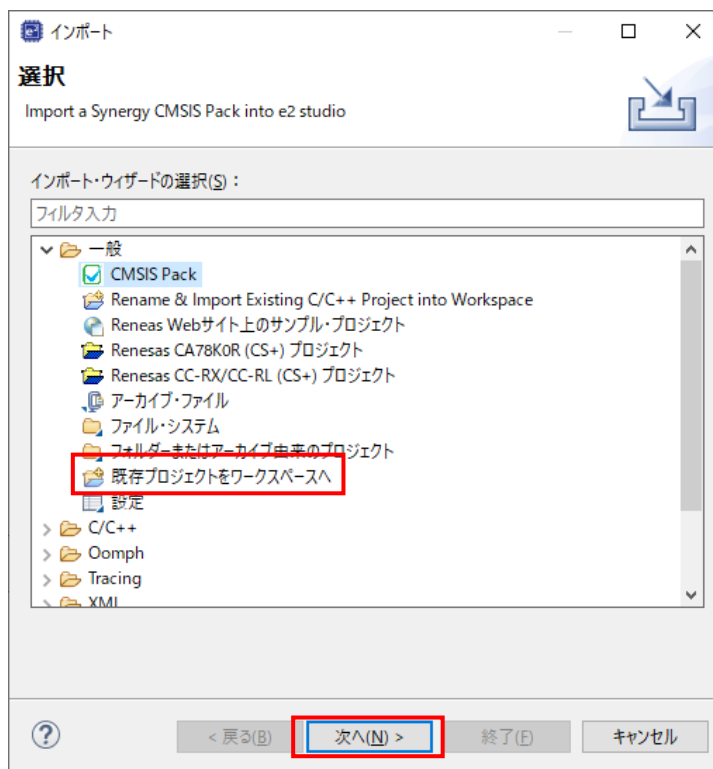 インポート
選択
Import a Synergy CMSIS Pack into e2 studio
インポート・ウィザードの選択(S)：
フィルタ入力
一般
CMSIS Pack
Rename & Import Existing C/C++ Project into Workspace
Reneas Webサイト上のサンプル・プロジェクト
Renesas CA78K0R (CS+) プロジェクト
Renesas CC-RX/CC-RL (CS+) プロジェクト
アーカイブ・ファイル
ファイル・システム
フォルダーまたはアーカイブ由来のプロジェクト
既存プロジェクトをワークスペースへ
設定
C/C++
Oomph
Tracing
XML
< 戻る(B) 次へ(N) > 終了(F) キャンセル